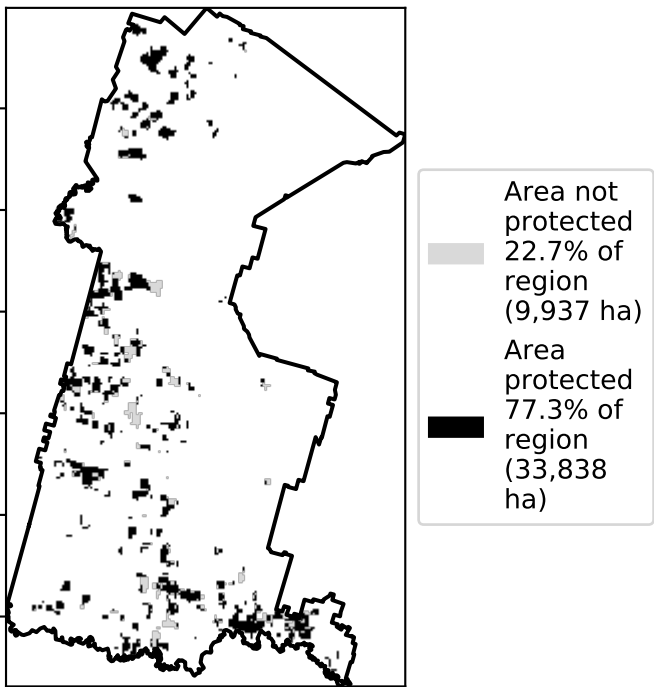 Area not
protected
22.7% of
region
(9,937 ha)
Area
protected
77.3% of
region
(33,838
ha)